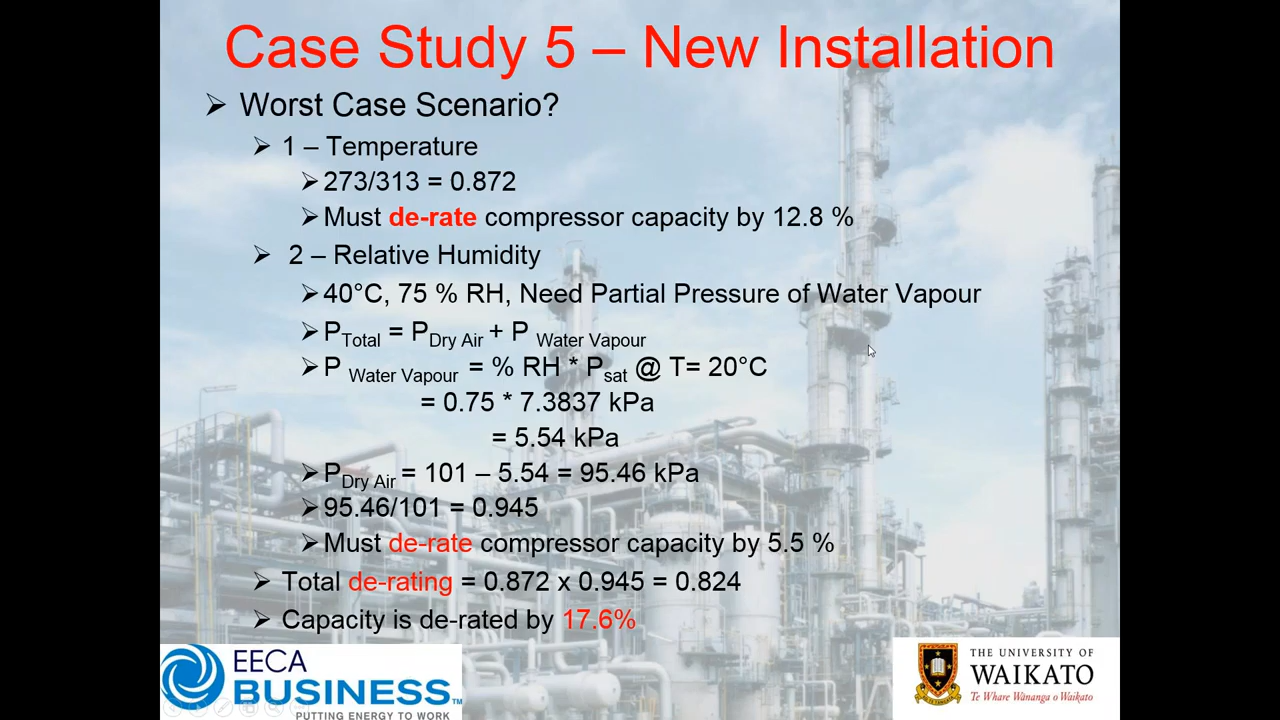 Case Study 5 – New Installation
➢ Worst Case Scenario?
➢ 1 – Temperature
➢ 273/313 = 0.872
➢ Must de-rate compressor capacity by 12.8 %
➢ 2 – Relative Humidity
➢ 40°C, 75 % RH, Need Partial Pressure of Water Vapour
➢ PTotal = PDry Air + P Water Vapour
➢ P Water Vapour = % RH * Psat @ T= 20°C
= 0.75 * 7.3837 kPa
= 5.54 kPa
➢ PDry Air = 101 – 5.54 = 95.46 kPa
➢ 95.46/101 = 0.945
➢ Must de-rate compressor capacity by 5.5 %
➢ Total de-rating = 0.872 x 0.945 = 0.824
➢ Capacity is de-rated by 17.6%
EECA
BUSINESS™
PUTTING ENERGY TO WORK
THE UNIVERSITY OF
WAIKATO
Te Whare Wānanga o Waikato